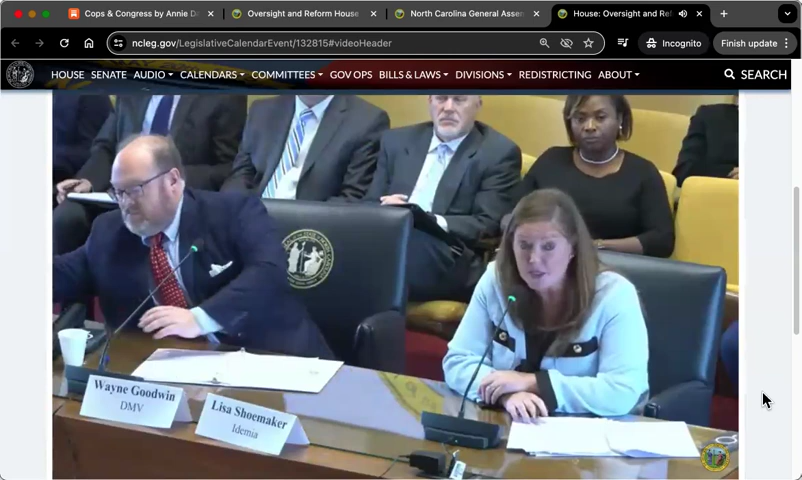 Cops & Congress by Annie D
Oversight and Reform House
North Carolina General Assem
House: Oversight and Ref
ncleg.gov/LegislativeCalendarEvent/132815#videoHeader
Incognito
Finish update
HOUSE SENATE AUDIO CALENDARS COMMITTEES GOV OPS BILLS & LAWS DIVISIONS REDISTRICTING ABOUT SEARCH
Wayne Goodwin
DMV
Lisa Shoemaker
Idemia